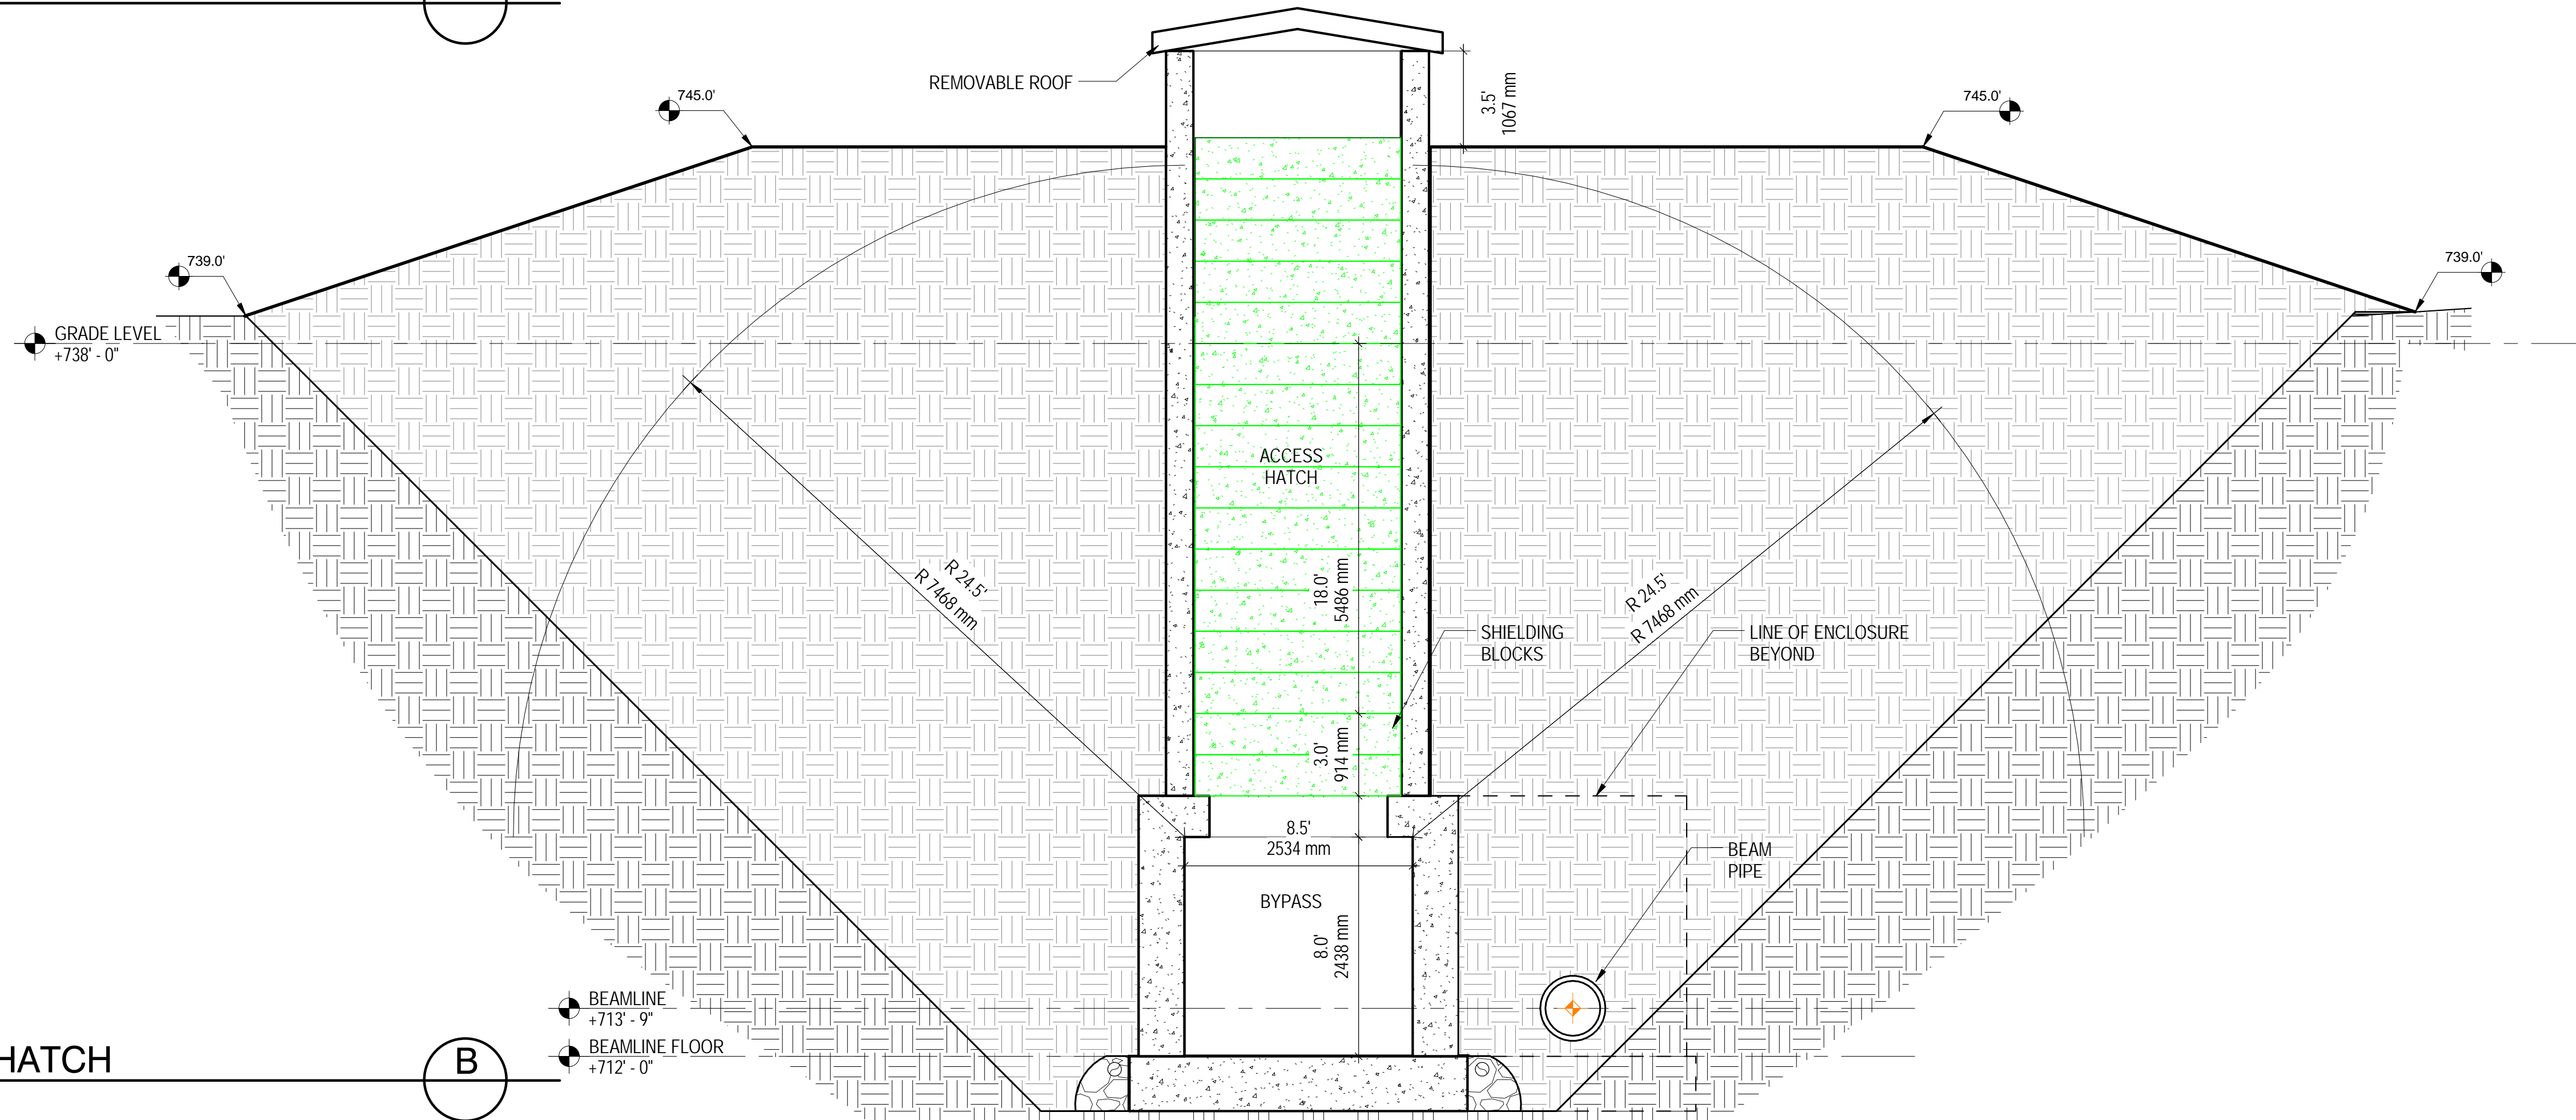 REMOVABLE ROOF
3.5'
1067 mm
745.0'
745.0'
739.0'
739.0'
GRADE LEVEL
+738' - 0"
ACCESS
HATCH
R 24.5'
R 7468 mm
18.0'
5486 mm
R 24.5'
R 7468 mm
SHIELDING
BLOCKS
LINE OF ENCLOSURE
BEYOND
3.0'
914 mm
8.5'
2534 mm
BEAM
PIPE
BYPASS
8.0'
2438 mm
BEAMLINE
+713' - 9"
BEAMLINE FLOOR
+712' - 0"
HATCH
B